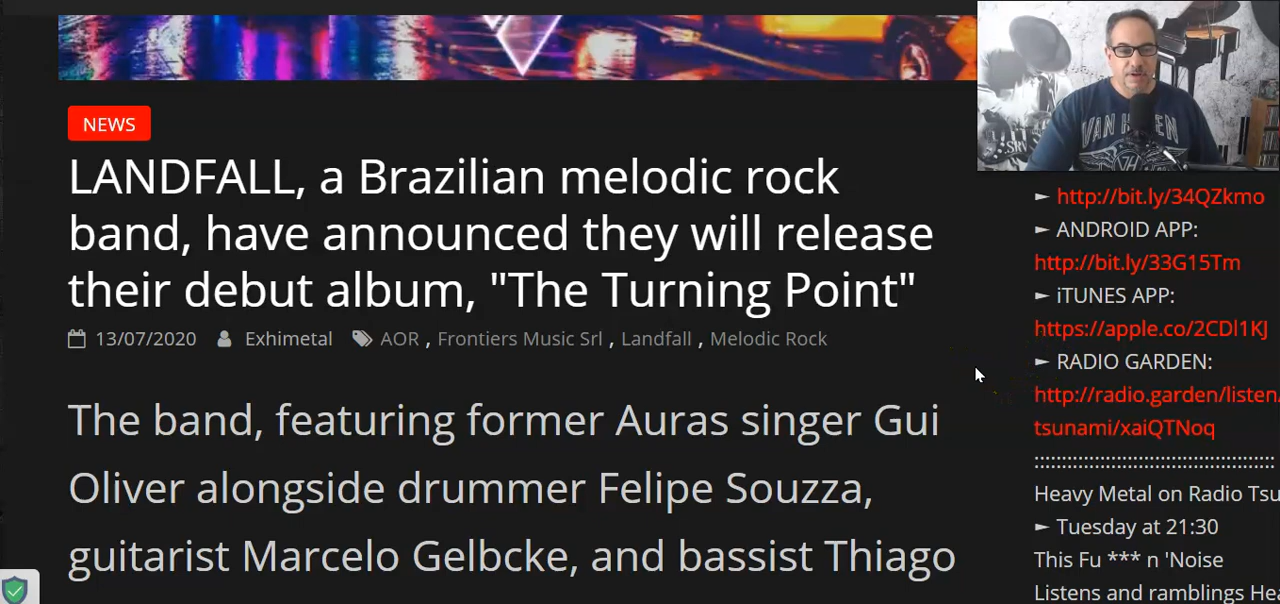 NEWS
LANDFALL, a Brazilian melodic rock
band, have announced they will release
their debut album, "The Turning Point"
13/07/2020 Exhimetal AOR , Frontiers Music Srl , Landfall , Melodic Rock
The band, featuring former Auras singer Gui
Oliver alongside drummer Felipe Souzza,
guitarist Marcelo Gelbcke, and bassist Thiago
VAN HALEN
► http://bit.ly/34QZkmo
► ANDROID APP:
http://bit.ly/33G15Tm
► iTUNES APP:
https://apple.co/2CDl1KJ
► RADIO GARDEN:
http://radio.garden/listen/
tsunami/xaiQTNoq
::::::::::::::::::::::::::::::::::::::::::::
Heavy Metal on Radio Tsu
► Tuesday at 21:30
This Fu *** n 'Noise
Listens and ramblings Hea